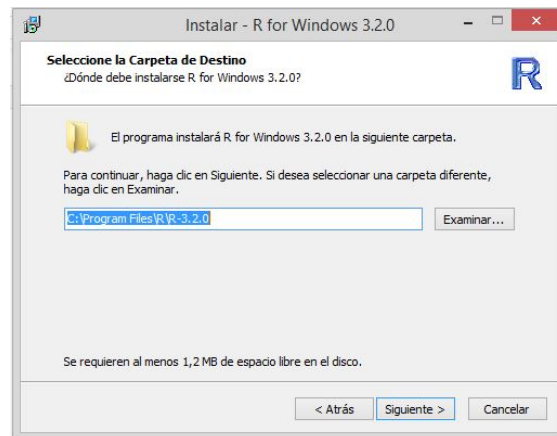 Instalar - R for Windows 3.2.0
Seleccione la Carpeta de Destino
¿Dónde debe instalarse R for Windows 3.2.0?
R
El programa instalará R for Windows 3.2.0 en la siguiente carpeta.
Para continuar, haga clic en Siguiente. Si desea seleccionar una carpeta diferente,
haga clic en Examinar.
C:\Program Files\R\R-3.2.0
Examinar...
Se requieren al menos 1,2 MB de espacio libre en el disco.
< Atrás
Siguiente >
Cancelar